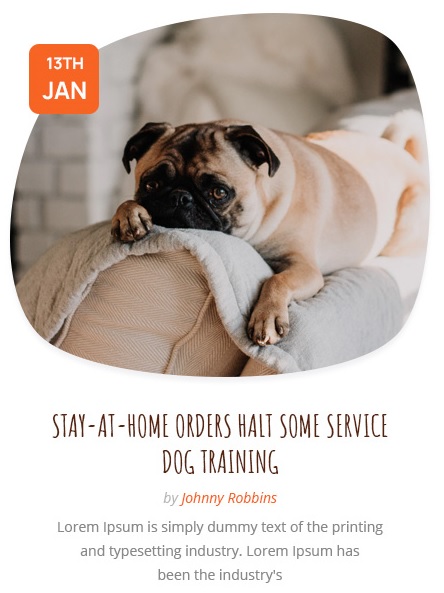 13TH
JAN
STAY-AT-HOME ORDERS HALT SOME SERVICE
DOG TRAINING
by Johnny Robbins
Lorem Ipsum is simply dummy text of the printing
and typesetting industry. Lorem Ipsum has
been the industry's